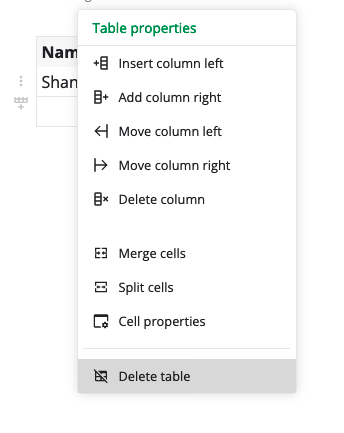 Table properties
Nam
Insert column left
Shan
Add column right
Move column left
Move column right
Delete column
Merge cells
Split cells
Cell properties
Delete table